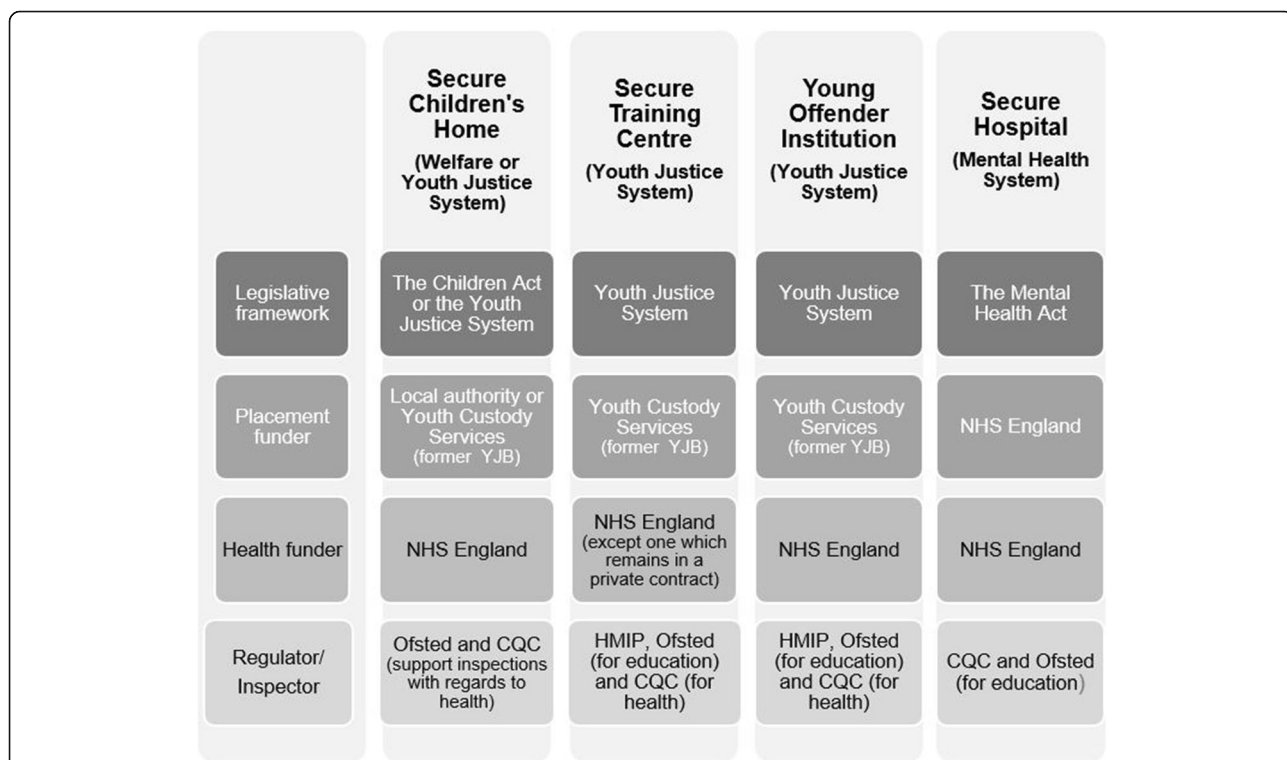 Secure
Children's
Home
(Welfare or
Youth Justice
System)
Secure
Training
Centre
(Youth Justice
System)
Young
Offender
Institution
(Youth Justice
System)
Secure
Hospital
(Mental Health
System)
Legislative
framework
The Children Act
or the Youth
Justice System
Youth Justice
System
Youth Justice
System
The Mental
Health Act
Placement
funder
Local authority or
Youth Custody
Services
(former YJB)
Youth Custody
Services
(former YJB)
Youth Custody
Services
(former YJB)
NHS England
Health funder
NHS England
NHS England
(except one which
remains in a
private contract)
NHS England
NHS England
Regulator/
Inspector
Ofsted and CQC
(support inspections
with regards to
health)
HMIP, Ofsted
(for education)
and CQC (for
health)
HMIP, Ofsted
(for education)
and CQC (for
health)
CQC and Ofsted
(for education)